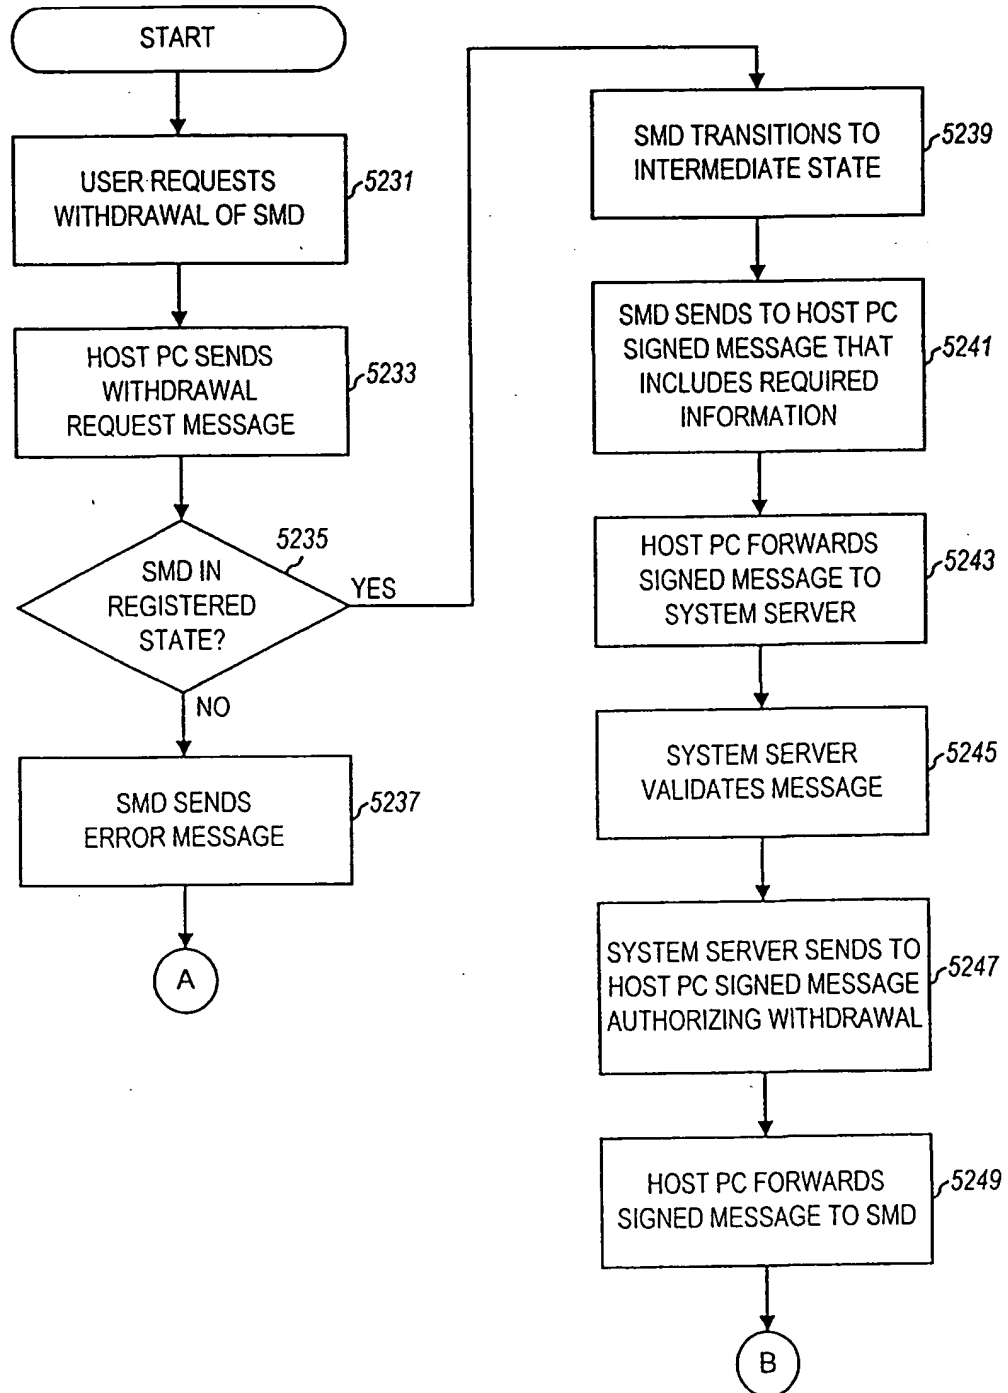 START
USER REQUESTS
WITHDRAWAL OF SMD
5231
HOST PC SENDS
WITHDRAWAL
REQUEST MESSAGE
5233
5235
SMD IN
REGISTERED
STATE?
YES
NO
SMD SENDS
ERROR MESSAGE
5237
A
SMD TRANSITIONS TO
INTERMEDIATE STATE
5239
SMD SENDS TO HOST PC
SIGNED MESSAGE THAT
INCLUDES REQUIRED
INFORMATION
5241
HOST PC FORWARDS
SIGNED MESSAGE TO
SYSTEM SERVER
5243
SYSTEM SERVER
VALIDATES MESSAGE
5245
SYSTEM SERVER SENDS TO
HOST PC SIGNED MESSAGE
AUTHORIZING WITHDRAWAL
5247
HOST PC FORWARDS
SIGNED MESSAGE TO SMD
5249
B